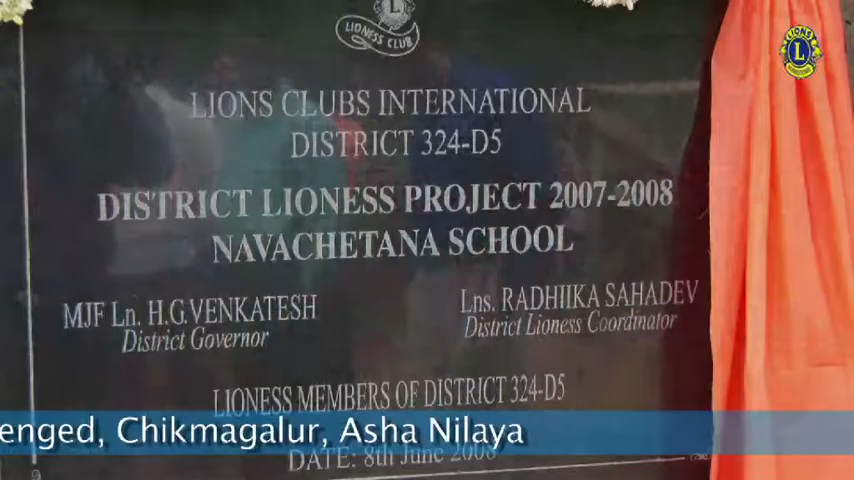 L
LIONESS CLUB
LIONS CLUBS INTERNATIONAL
DISTRICT 324-D5
DISTRICT LIONESS PROJECT 2007-2008
NAVACHETANA SCHOOL
MJF Ln. H.G.VENKATESH
District Governor
Lns. RADHIIKA SAHADEV
District Lioness Coordinator
LIONESS MEMBERS OF DISTRICT 324-D5
enged, Chikmagalur, Asha Nilaya
DATE: 8th June 2008
LIONS
L